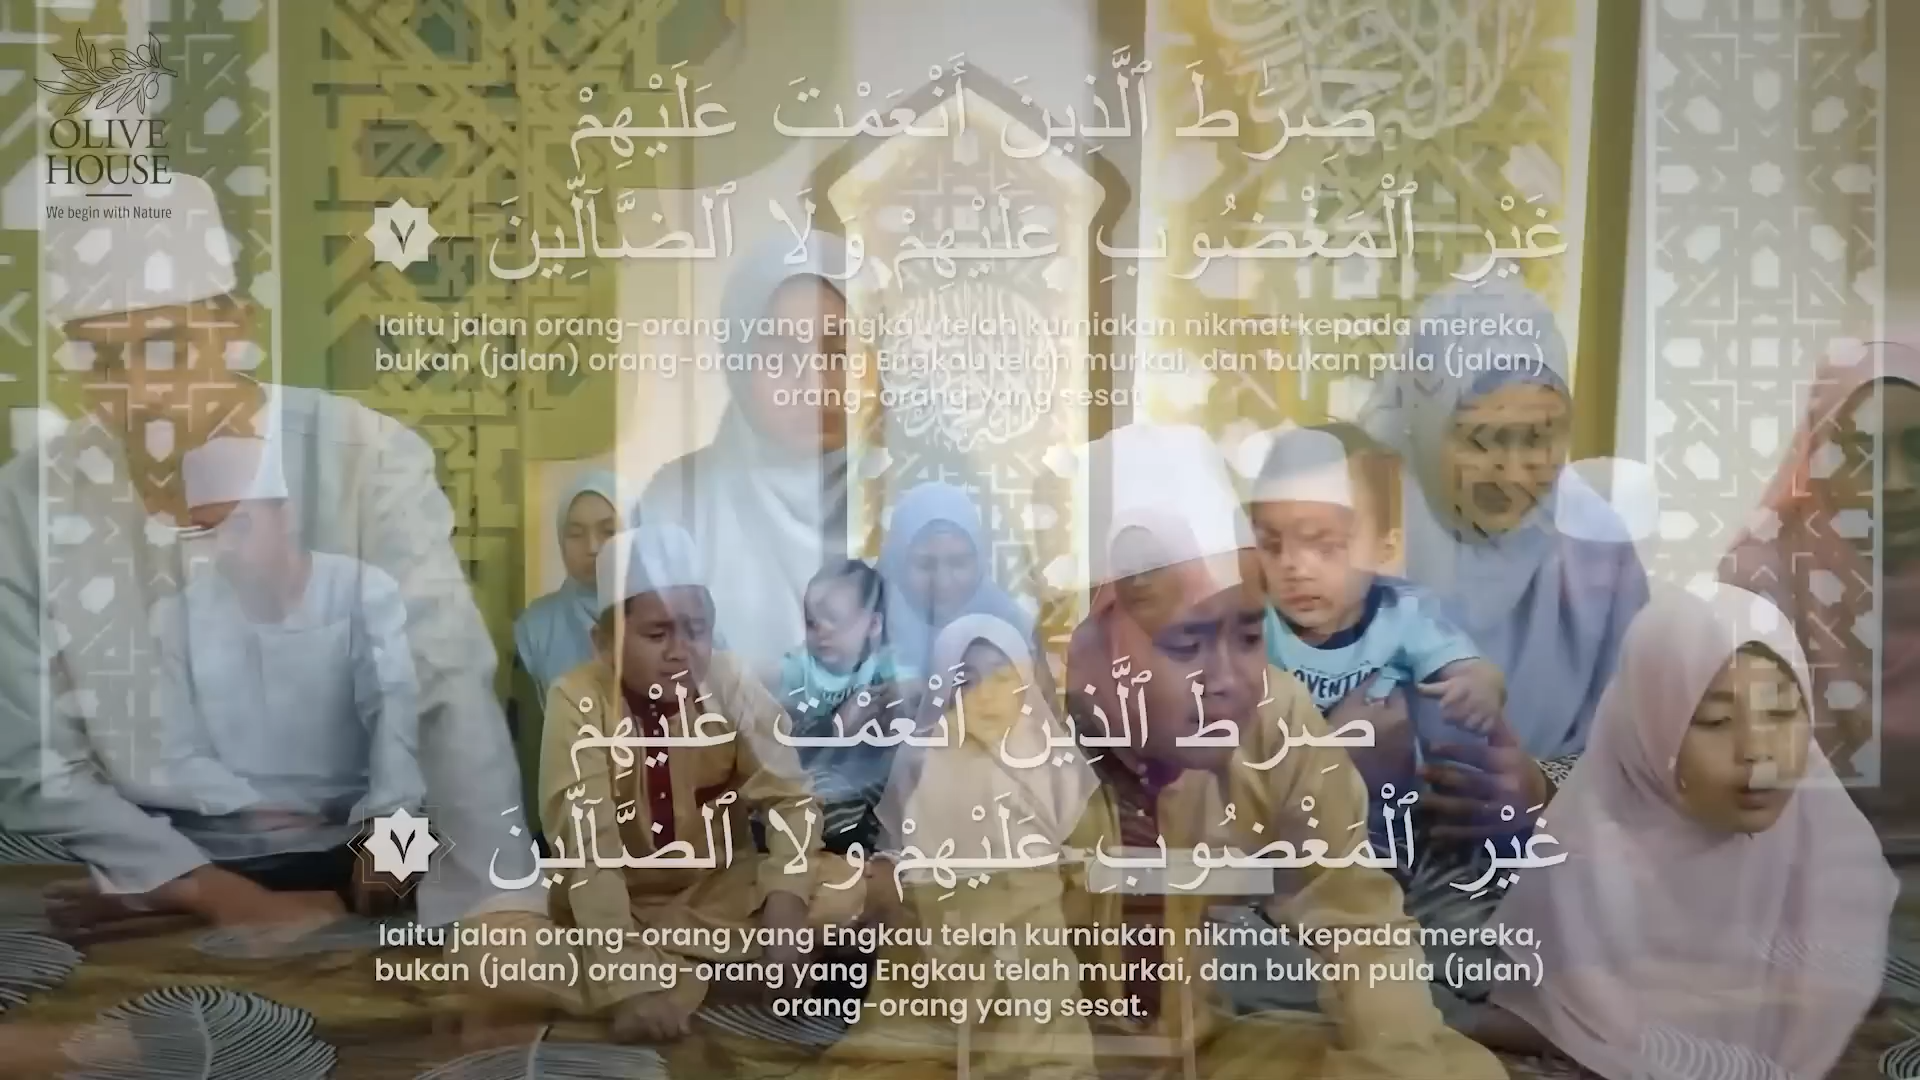 OLIVE
HOUSE
We begin with Nature
صِرَٰطَ ٱلَّذِينَ أَنْعَمْتَ عَلَيْهِمْ
غَيْرِ ٱلْمَغْضُوبِ عَلَيْهِمْ وَلَا ٱلضَّآلِّينَ ٧
Iaitu jalan orang-orang yang Engkau telah kurniakan nikmat kepada mereka,
bukan (jalan) orang-orang yang Engkau telah murkai, dan bukan pula (jalan)
orang-orang yang sesat.
صِرَٰطَ ٱلَّذِينَ أَنْعَمْتَ عَلَيْهِمْ
غَيْرِ ٱلْمَغْضُوبِ عَلَيْهِمْ وَلَا ٱلضَّآلِّينَ ٧
Iaitu jalan orang-orang yang Engkau telah kurniakan nikmat kepada mereka,
bukan (jalan) orang-orang yang Engkau telah murkai, dan bukan pula (jalan)
orang-orang yang sesat.